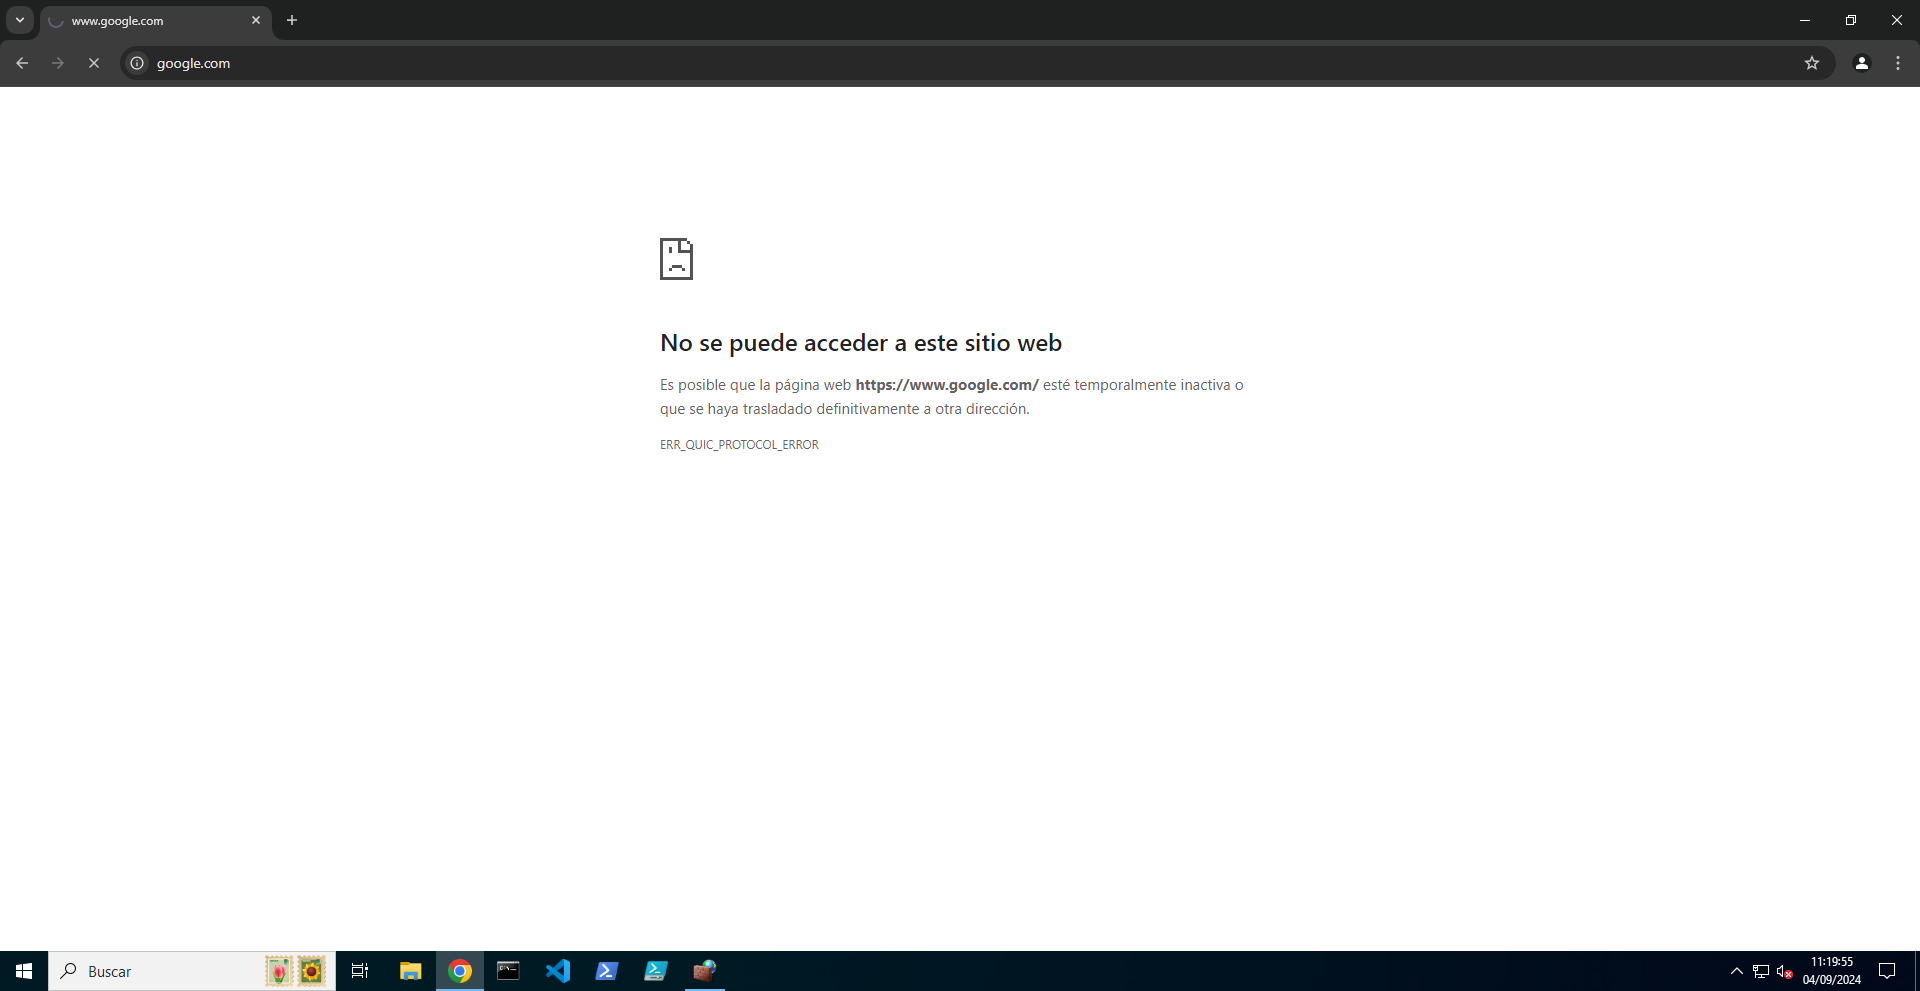 www.google.com
google.com
No se puede acceder a este sitio web
Es posible que la página web https://www.google.com/ esté temporalmente inactiva o
que se haya trasladado definitivamente a otra dirección.
ERR_QUIC_PROTOCOL_ERROR
Buscar
11:19:55
04/09/2024